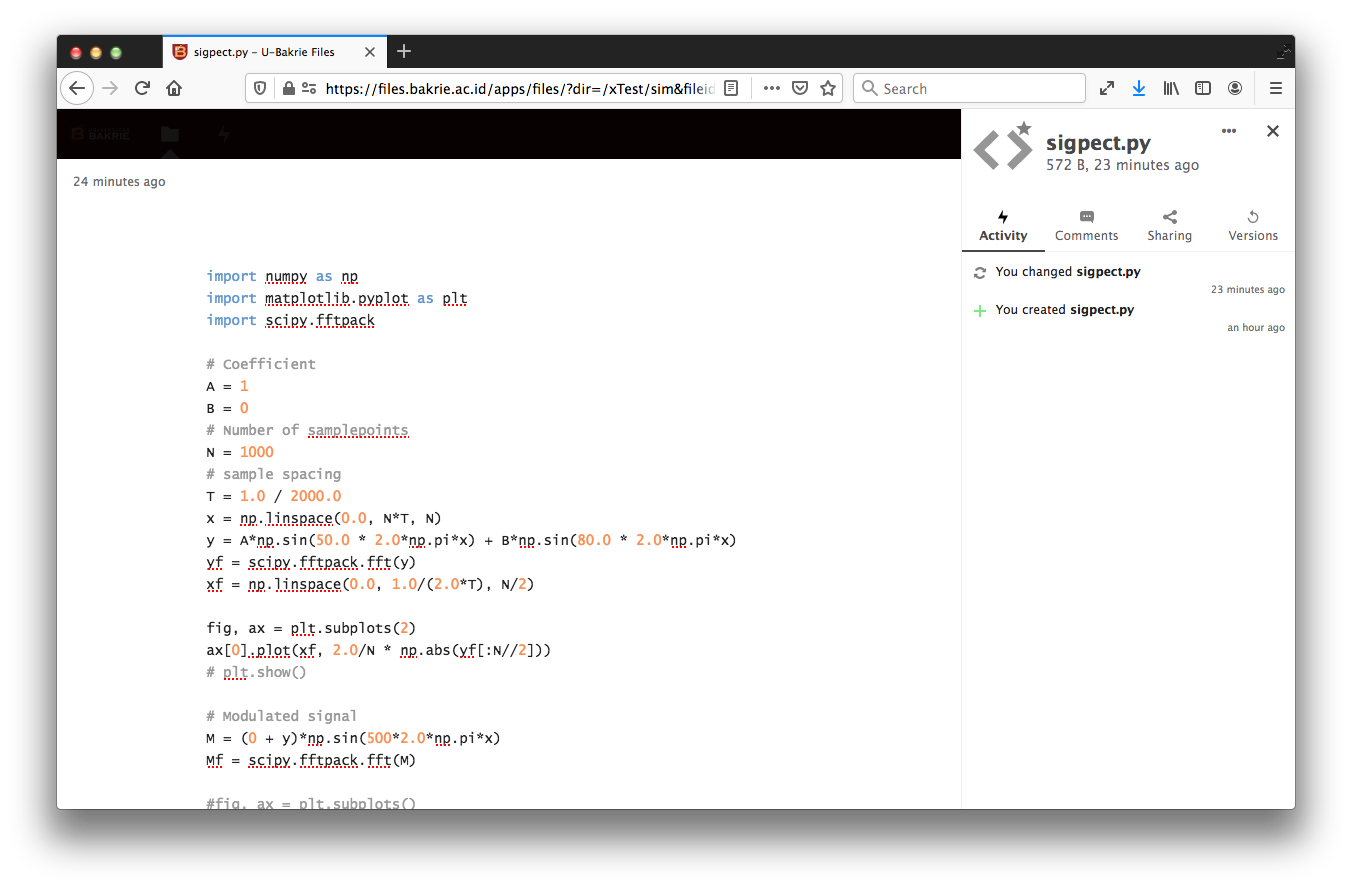 sigpect.py – U-Bakrie Files
https://files.bakrie.ac.id/apps/files/?dir=/xTest/sim&fileid
Search
BAKRIE
24 minutes ago
import numpy as np
import matplotlib.pyplot as plt
import scipy.fftpack
# Coefficient
A = 1
B = 0
# Number of samplepoints
N = 1000
# sample spacing
T = 1.0 / 2000.0
x = np.linspace(0.0, N*T, N)
y = A*np.sin(50.0 * 2.0*np.pi*x) + B*np.sin(80.0 * 2.0*np.pi*x)
yf = scipy.fftpack.fft(y)
xf = np.linspace(0.0, 1.0/(2.0*T), N/2)
fig, ax = plt.subplots(2)
ax[0].plot(xf, 2.0/N * np.abs(yf[:N//2]))
# plt.show()
# Modulated signal
M = (0 + y)*np.sin(500*2.0*np.pi*x)
Mf = scipy.fftpack.fft(M)
#fig, ax = plt.subplots()
sigpect.py
572 B, 23 minutes ago
Activity Comments Sharing Versions
You changed sigpect.py
23 minutes ago
You created sigpect.py
an hour ago